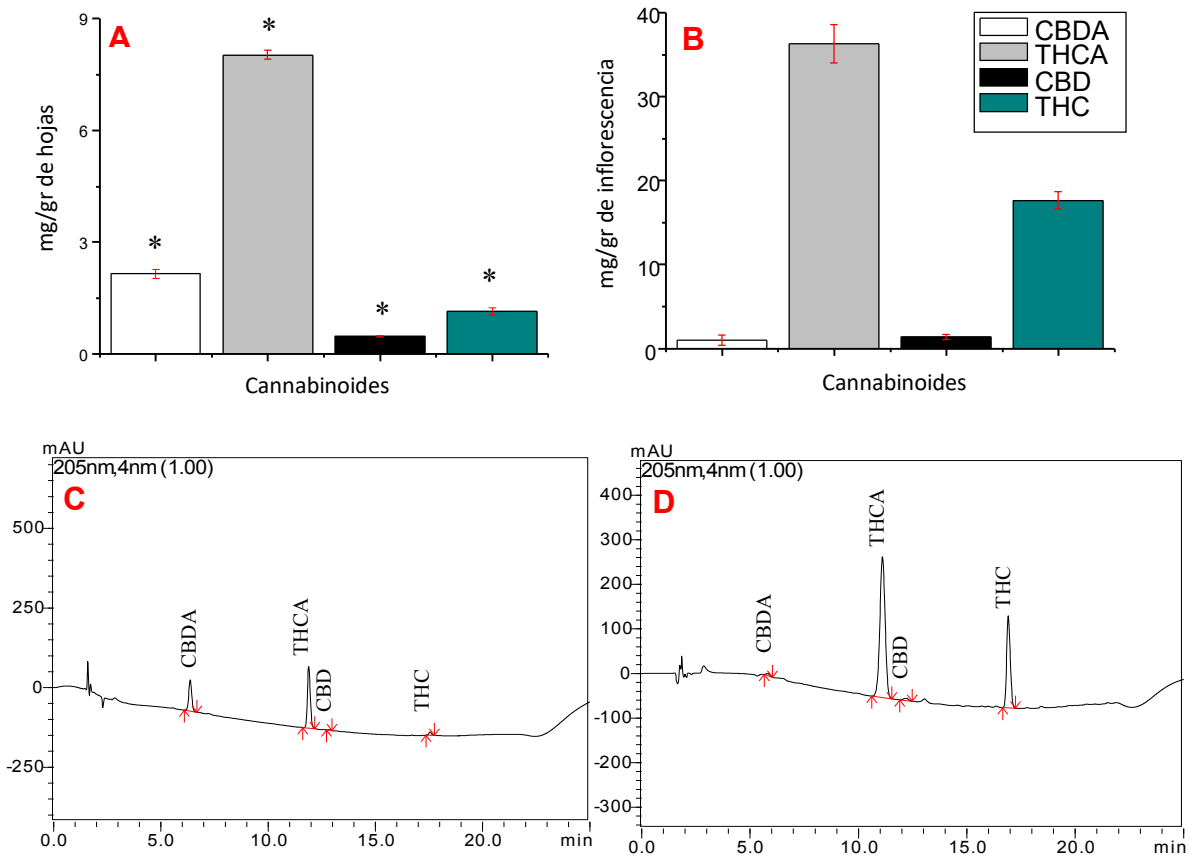 A
mg/gr de hojas
9
6
3
0
*
*
*
*
Cannabinoides
B
mg/gr de inflorescencia
40
30
20
10
0
Cannabinoides
CBDA
THCA
CBD
THC
mAU
205nm,4nm (1.00)
C
500
250
0
-250
CBDA
THCA
CBD
THC
0.0 5.0 10.0 15.0 20.0 min
mAU
205nm,4nm (1.00)
D
400
300
200
100
0
-100
-200
-300
CBDA
THCA
CBD
THC
0.0 5.0 10.0 15.0 20.0 min